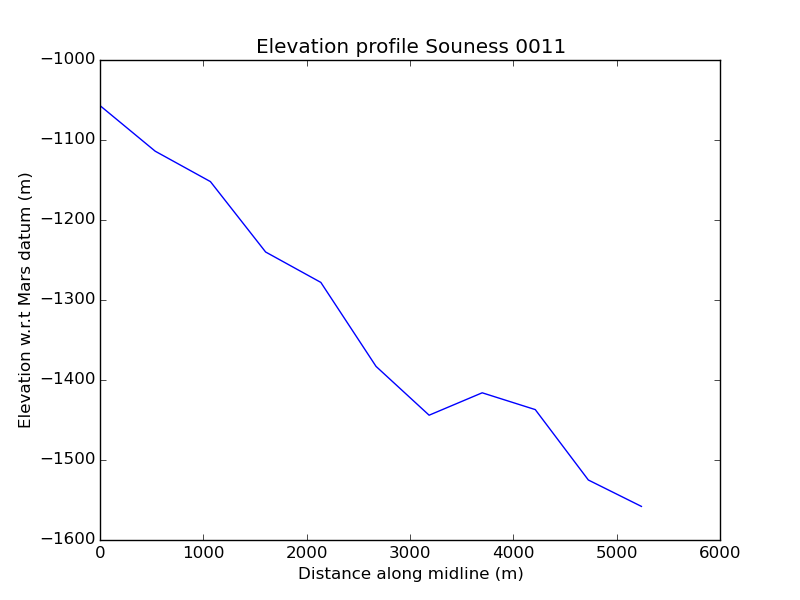 Elevation profile Souness 0011
−1000
−1100
−1200
−1300
−1400
−1500
−1600
Elevation w.r.t Mars datum (m)
0 1000 2000 3000 4000 5000 6000
Distance along midline (m)